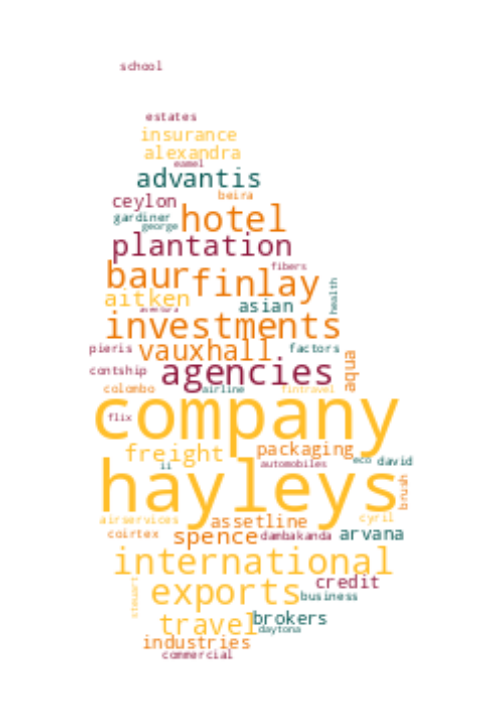 school
estates
insurance
alexandra
eamel
advantis
beira
ceylon
hotel
gardiner
george
plantation
fibers
baur
finlay
health
aitken
asian
aventura
investments
pieris
vauxhall
factors
contship
agencies
aqua
colombo
airline
fintravel
company
flix
freight
packaging
ii
automobiles
eco
david
hayleys
brush
airservices
assetline
cyril
coirtex
spence
dambakanda
arvana
international
steuart
exports
credit
business
travel
brokers
daytona
industries
commercial